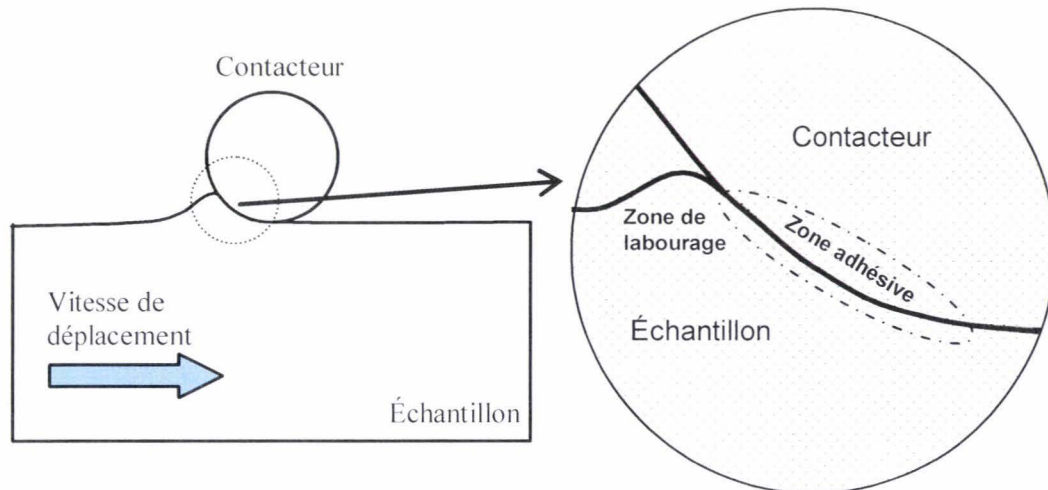 Contacteur
Vitesse de
déplacement
Échantillon
Contacteur
Zone de
labourage
Zone adhésive
Échantillon